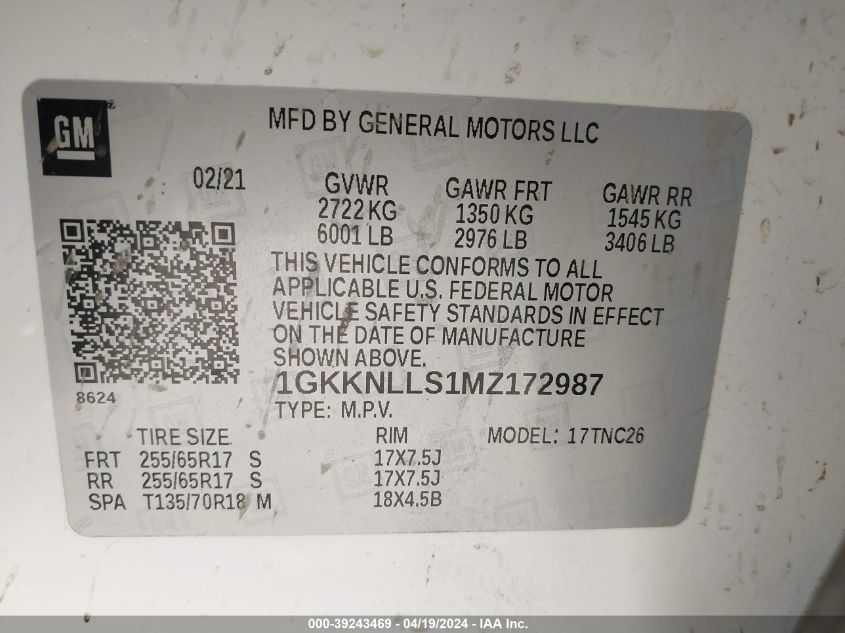 GM
MFD BY GENERAL MOTORS LLC
02/21
GVWR
2722 KG
6001 LB
GAWR FRT
1350 KG
2976 LB
GAWR RR
1545 KG
3406 LB
THIS VEHICLE CONFORMS TO ALL
APPLICABLE U.S. FEDERAL MOTOR
VEHICLE SAFETY STANDARDS IN EFFECT
ON THE DATE OF MANUFACTURE
SHOWN ABOVE.
8624
1GKKNLLS1MZ172987
TYPE: M.P.V.
TIRE SIZE RIM MODEL: 17TNC26
FRT 255/65R17 S 17X7.5J
RR 255/65R17 S 17X7.5J
SPA T135/70R18 M 18X4.5B
000-39243469 - 04/19/2024 - IAA Inc.